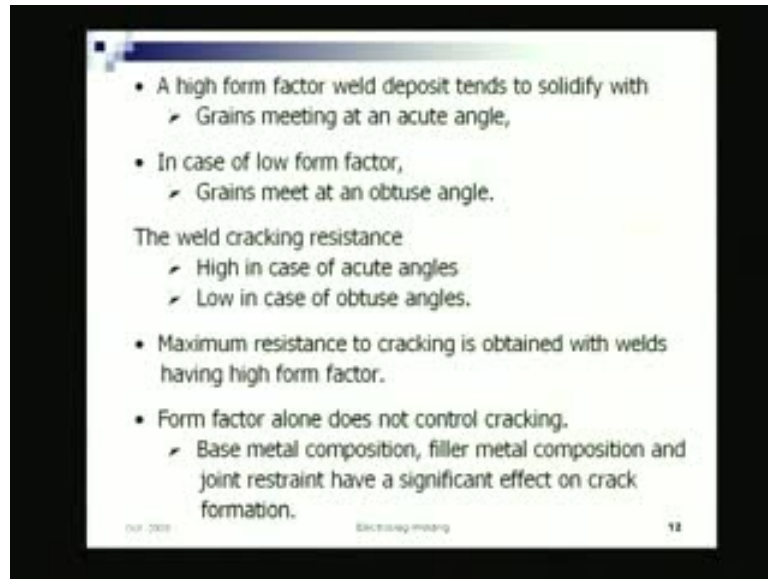 • A high form factor weld deposit tends to solidify with
➢ Grains meeting at an acute angle,
• In case of low form factor,
➢ Grains meet at an obtuse angle.
The weld cracking resistance
➢ High in case of acute angles
➢ Low in case of obtuse angles.
• Maximum resistance to cracking is obtained with welds
having high form factor.
• Form factor alone does not control cracking.
➢ Base metal composition, filler metal composition and
joint restraint have a significant effect on crack
formation.
Electroslag Welding 12